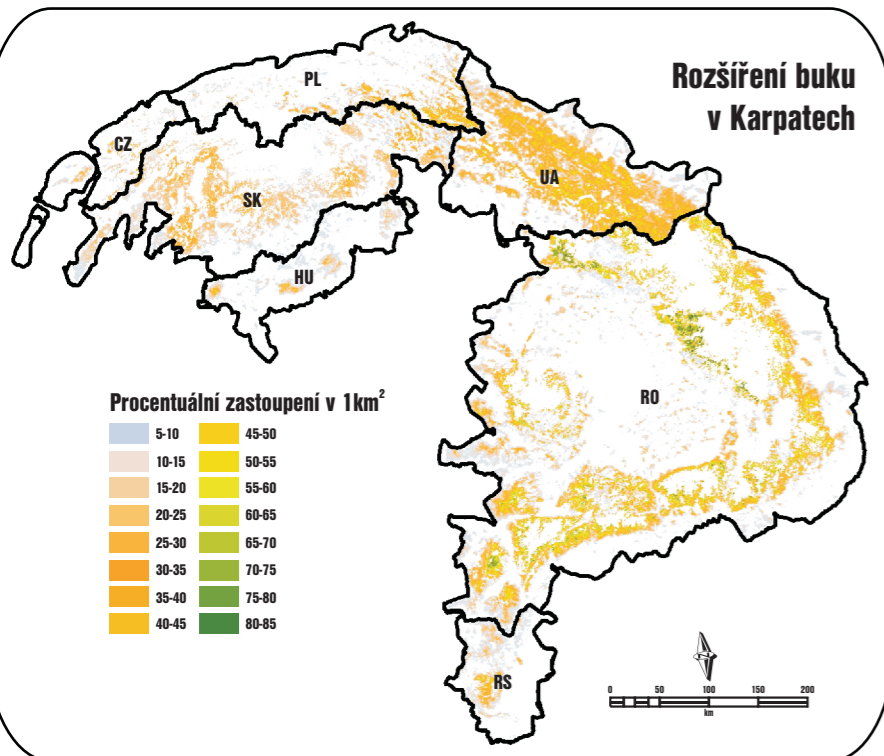 Rozšíření buku
v Karpatech
PL
CZ
SK
UA
HU
RO
RS
Procentuální zastoupení v 1km²
5-10
10-15
15-20
20-25
25-30
30-35
35-40
40-45
45-50
50-55
55-60
60-65
65-70
70-75
75-80
80-85
0 50 100 150 200
km